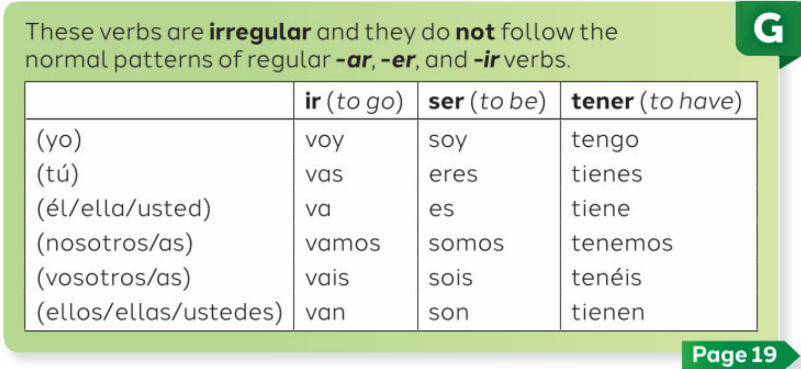 These verbs are irregular and they do not follow the
normal patterns of regular -ar, -er, and -ir verbs.
G
ir (to go) ser (to be) tener (to have)
(yo) voy soy tengo
(tú) vas eres tienes
(él/ella/usted) va es tiene
(nosotros/as) vamos somos tenemos
(vosotros/as) vais sois tenéis
(ellos/ellas/ustedes) van son tienen
Page 19